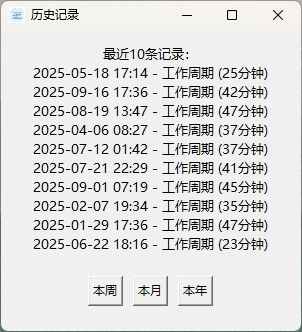 历史记录
最近10条记录:
2025-05-18 17:14 - 工作周期 (25分钟)
2025-09-16 17:36 - 工作周期 (42分钟)
2025-08-19 13:47 - 工作周期 (47分钟)
2025-04-06 08:27 - 工作周期 (37分钟)
2025-07-12 01:42 - 工作周期 (37分钟)
2025-07-21 22:29 - 工作周期 (41分钟)
2025-09-01 07:19 - 工作周期 (45分钟)
2025-02-07 19:34 - 工作周期 (35分钟)
2025-01-29 17:36 - 工作周期 (47分钟)
2025-06-22 18:16 - 工作周期 (23分钟)
本周 本月 本年